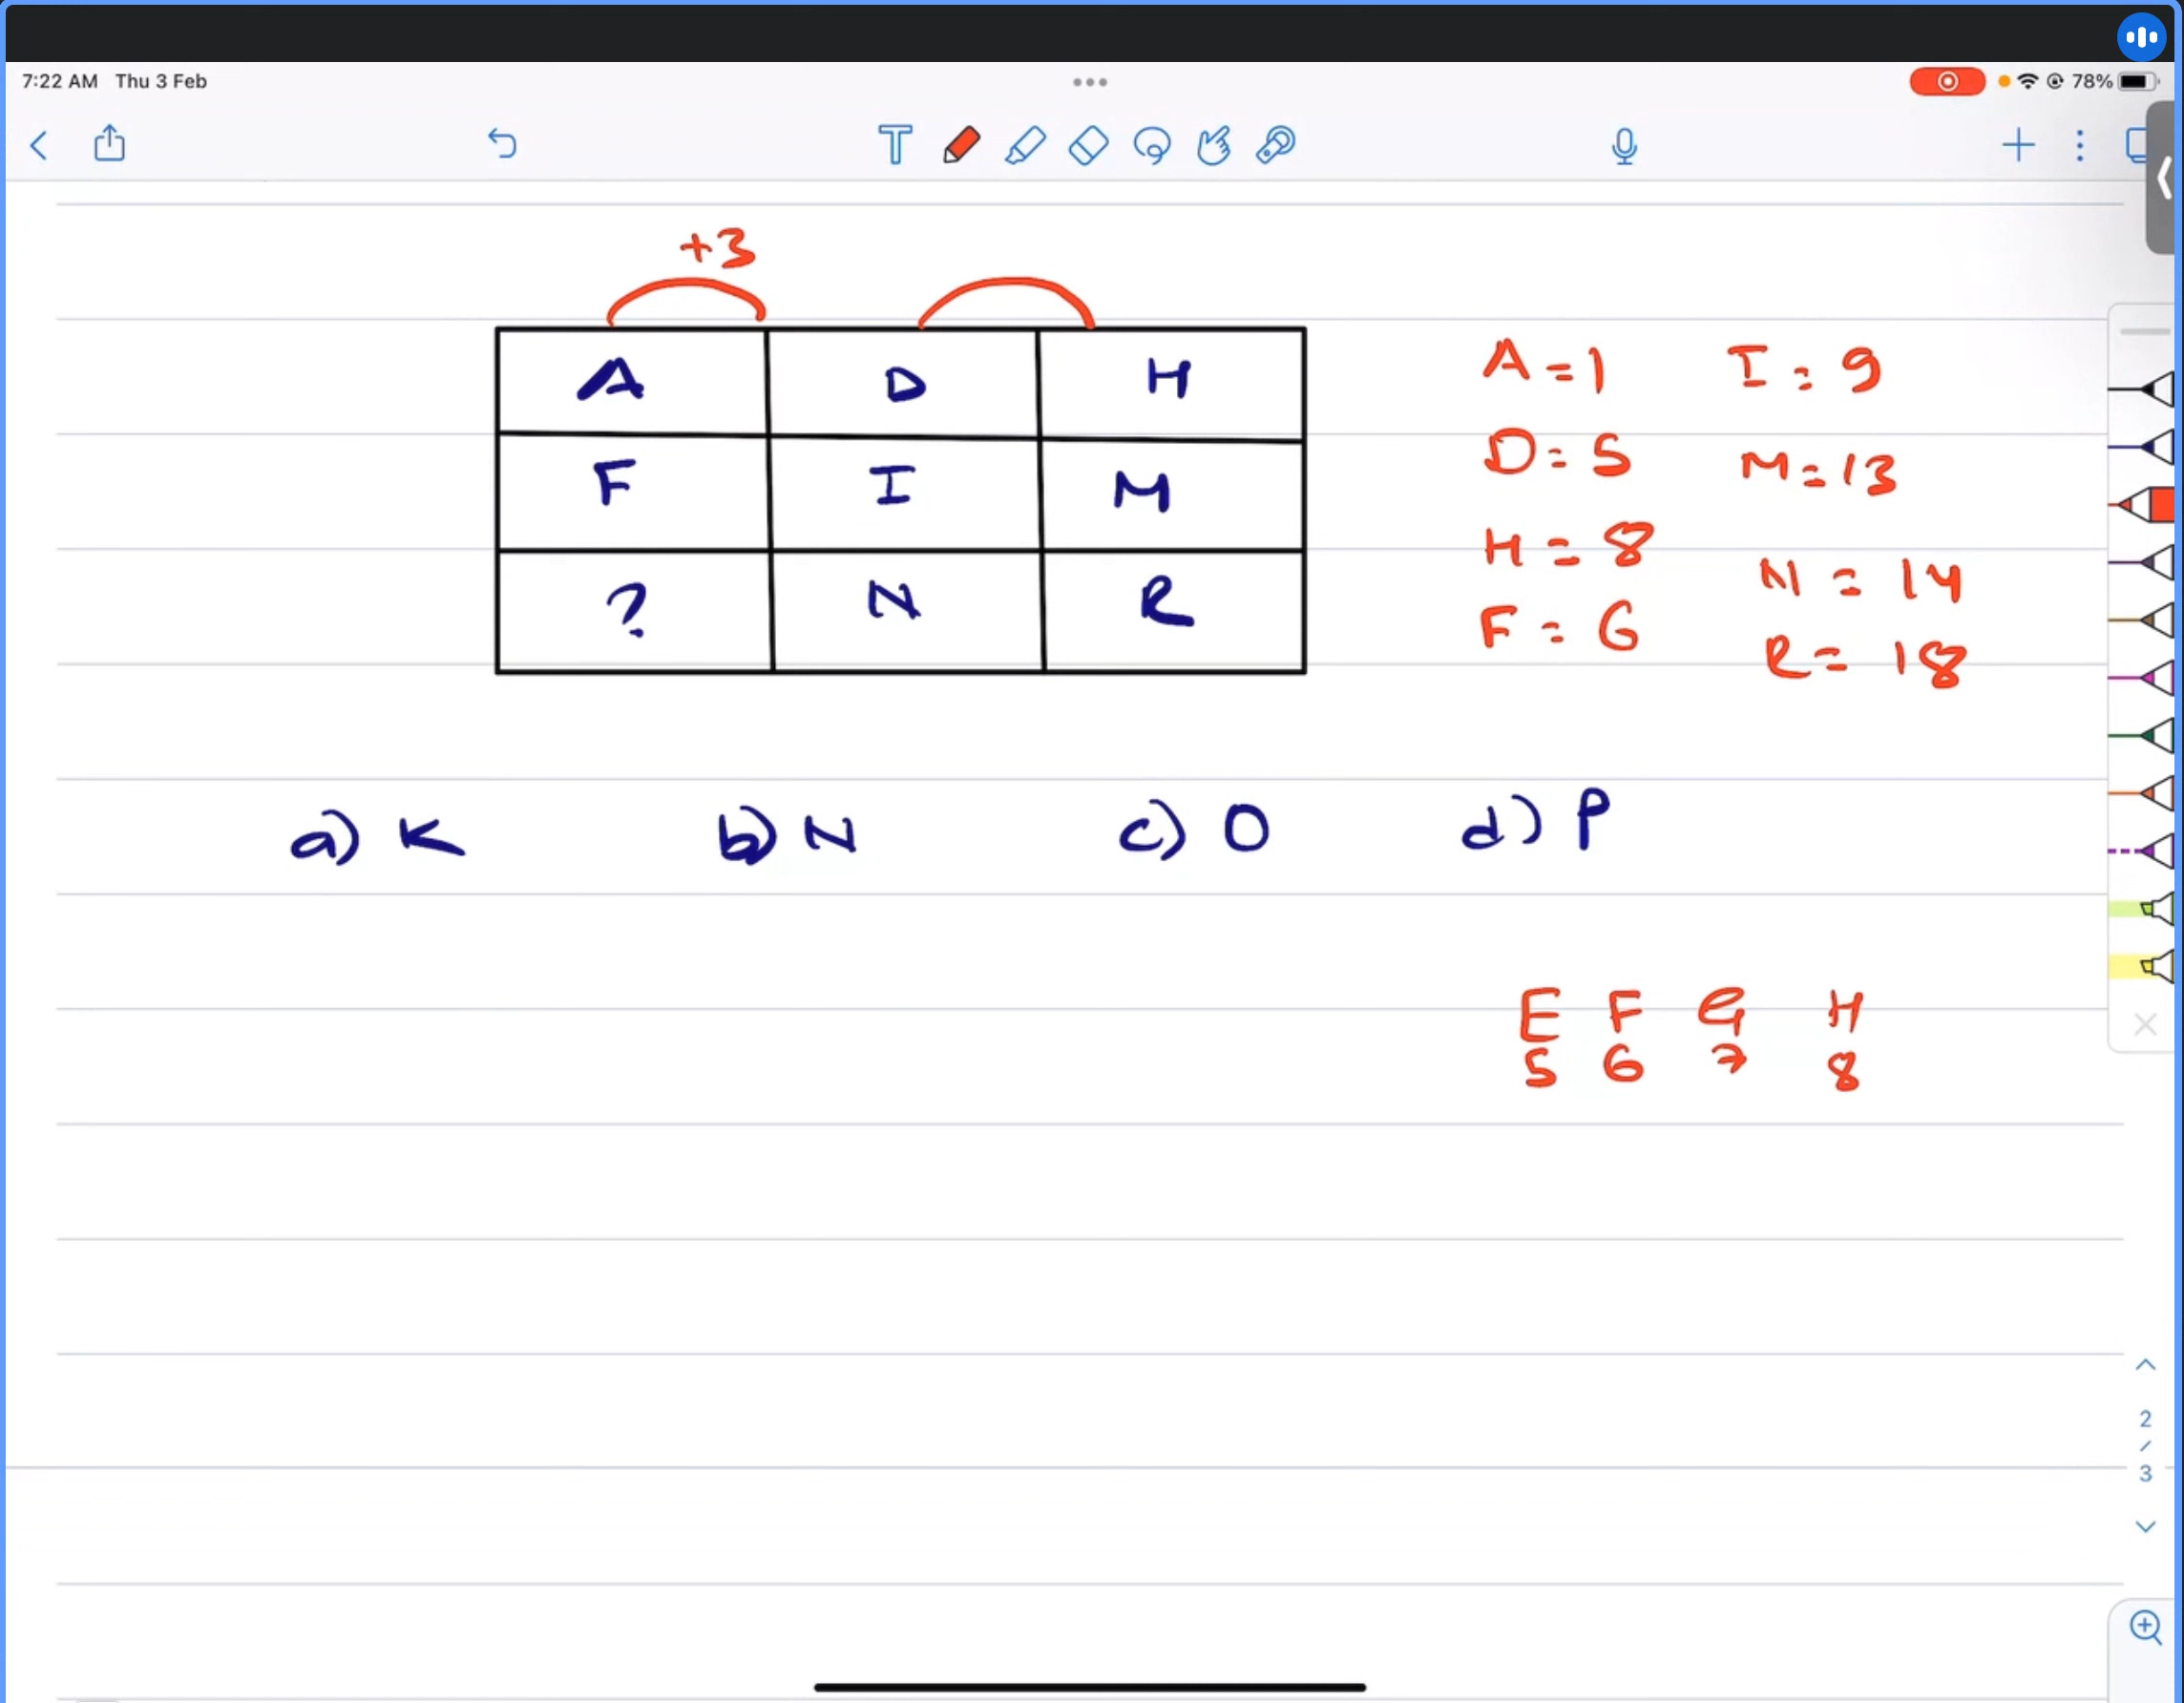 7:22 AM Thu 3 Feb
78%
+3
A D H
F I M
? N R
A = 1 I = 9
D = 5 M = 13
H = 8 N = 14
F = 6 R = 18
a) K b) N c) O d) P
E F G H
5 6 7 8
2
/
3